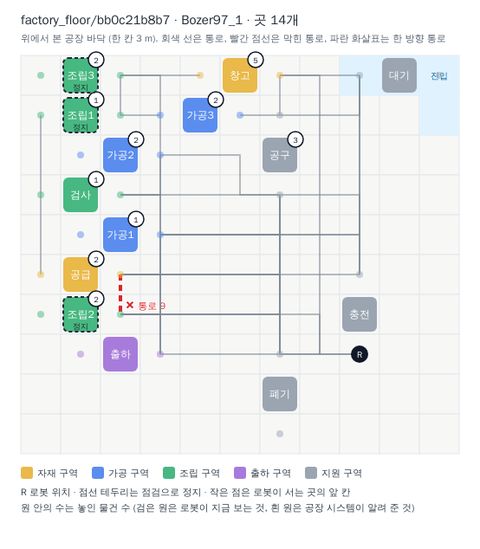 factory_floor/bb0c21b8b7 · Bozer97_1 · 곳 14개
위에서 본 공장 바닥 (한 칸 3 m). 회색 선은 통로, 빨간 점선은 막힌 통로, 파란 화살표는 한 방향 통로
2
조립3
정지
5
창고
대기
진입
1
조립1
정지
2
가공3
2
가공2
3
공구
1
검사
1
가공1
2
공급
✖ 통로 9
2
조립2
정지
충전
출하
R
폐기
자재 구역
가공 구역
조립 구역
출하 구역
지원 구역
R 로봇 위치 · 점선 테두리는 점검으로 정지 · 작은 점은 로봇이 서는 곳의 앞 칸
원 안의 수는 놓인 물건 수 (검은 원은 로봇이 지금 보는 것, 흰 원은 공장 시스템이 알려 준 것)